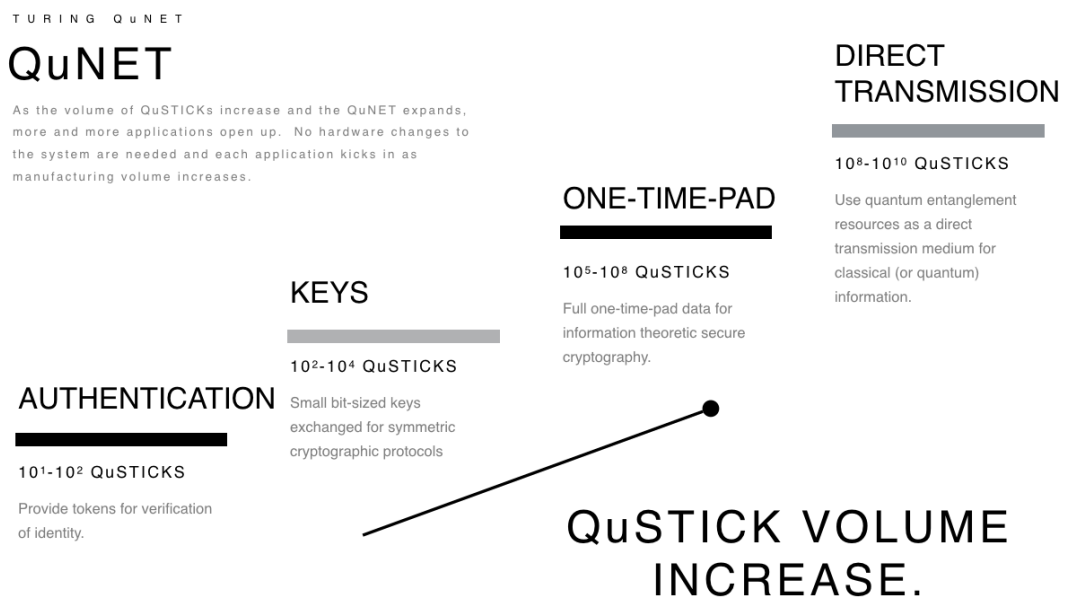 TURING QuNET
QuNET
As the volume of QuSTICKs increase and the QuNET expands,
more and more applications open up. No hardware changes to
the system are needed and each application kicks in as
manufacturing volume increases.
AUTHENTICATION
10¹-10² QuSTICKS
Provide tokens for verification
of identity.
KEYS
10²-10⁴ QuSTICKS
Small bit-sized keys
exchanged for symmetric
cryptographic protocols
ONE-TIME-PAD
10⁵-10⁸ QuSTICKS
Full one-time-pad data for
information theoretic secure
cryptography.
DIRECT
TRANSMISSION
10⁸-10¹⁰ QuSTICKS
Use quantum entanglement
resources as a direct
transmission medium for
classical (or quantum)
information.
QuSTICK VOLUME
INCREASE.